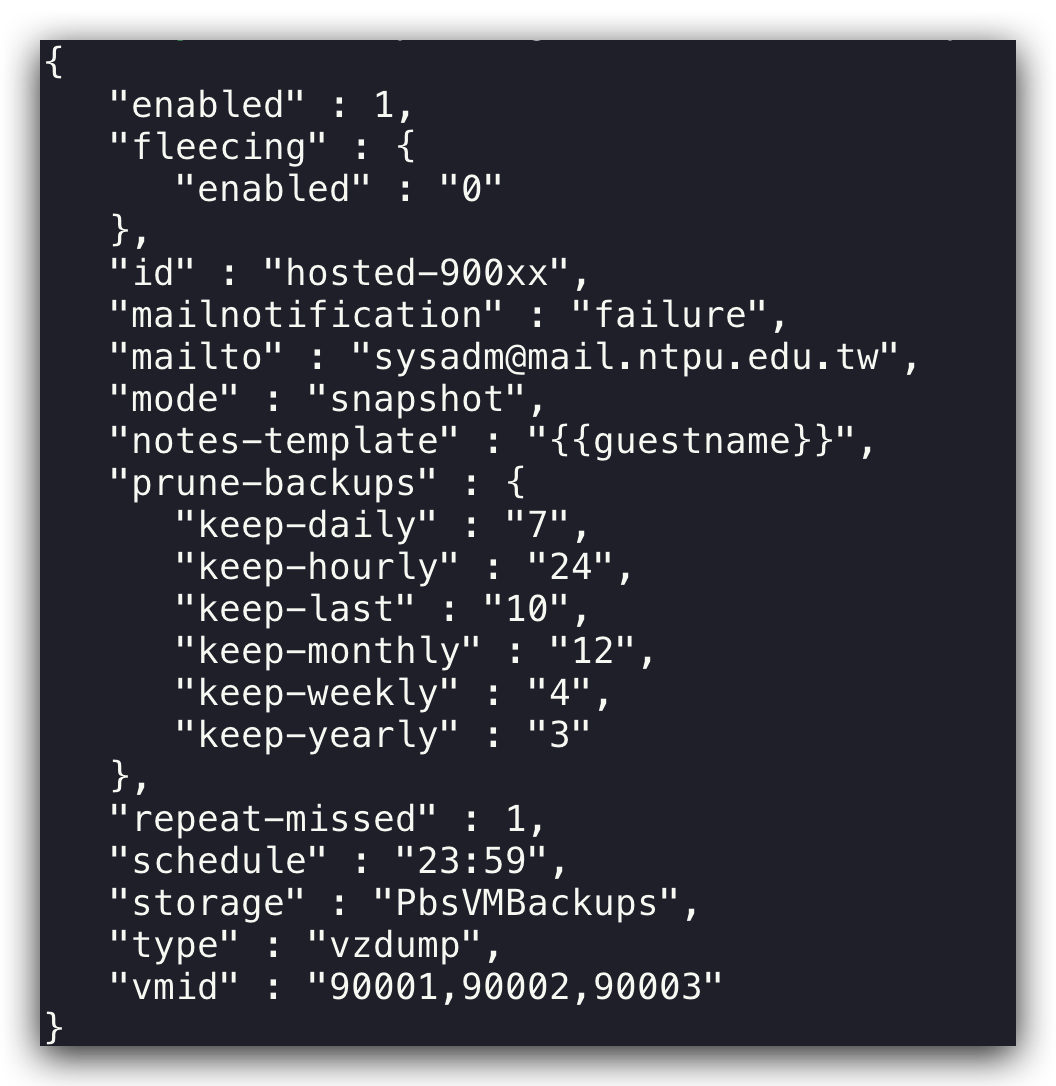 {
   "enabled" : 1,
   "fleecing" : {
      "enabled" : "0"
   },
   "id" : "hosted-900xx",
   "mailnotification" : "failure",
   "mailto" : "sysadm@mail.ntpu.edu.tw",
   "mode" : "snapshot",
   "notes-template" : "{{guestname}}",
   "prune-backups" : {
      "keep-daily" : "7",
      "keep-hourly" : "24",
      "keep-last" : "10",
      "keep-monthly" : "12",
      "keep-weekly" : "4",
      "keep-yearly" : "3"
   },
   "repeat-missed" : 1,
   "schedule" : "23:59",
   "storage" : "PbsVMBackups",
   "type" : "vzdump",
   "vmid" : "90001,90002,90003"
}